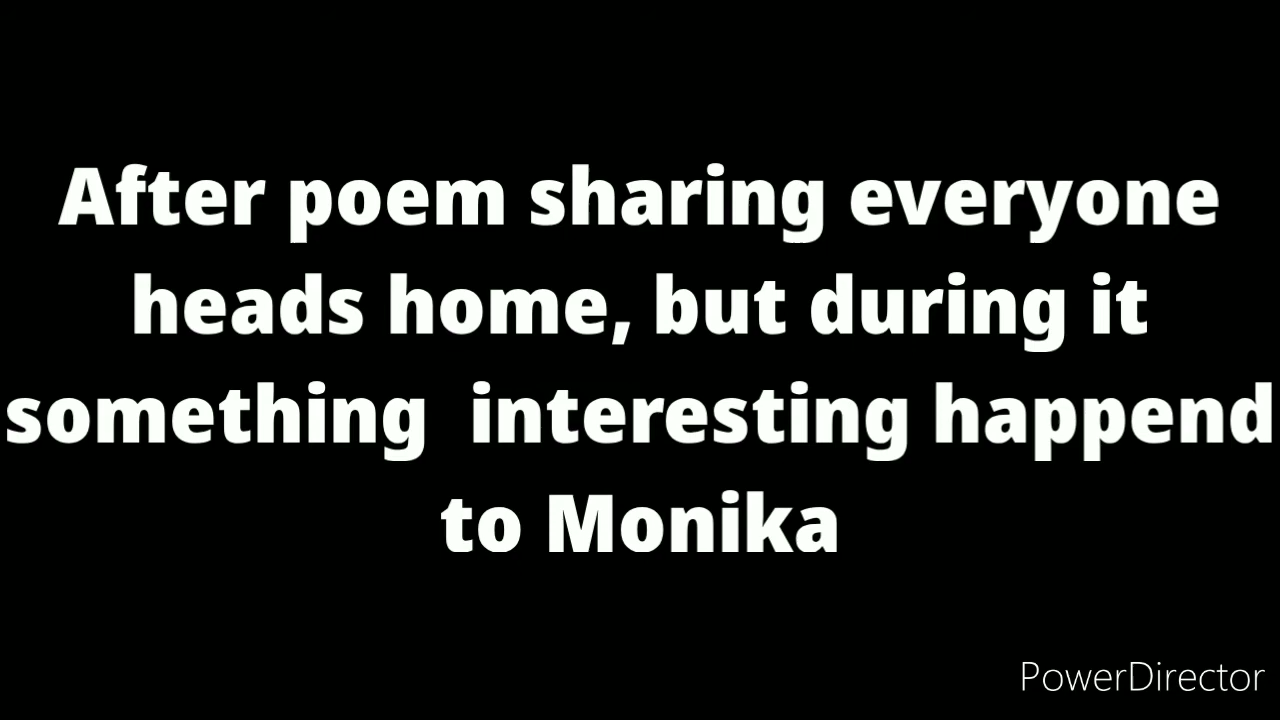 After poem sharing everyone
heads home, but during it
something  interesting happend
to Monika
PowerDirector